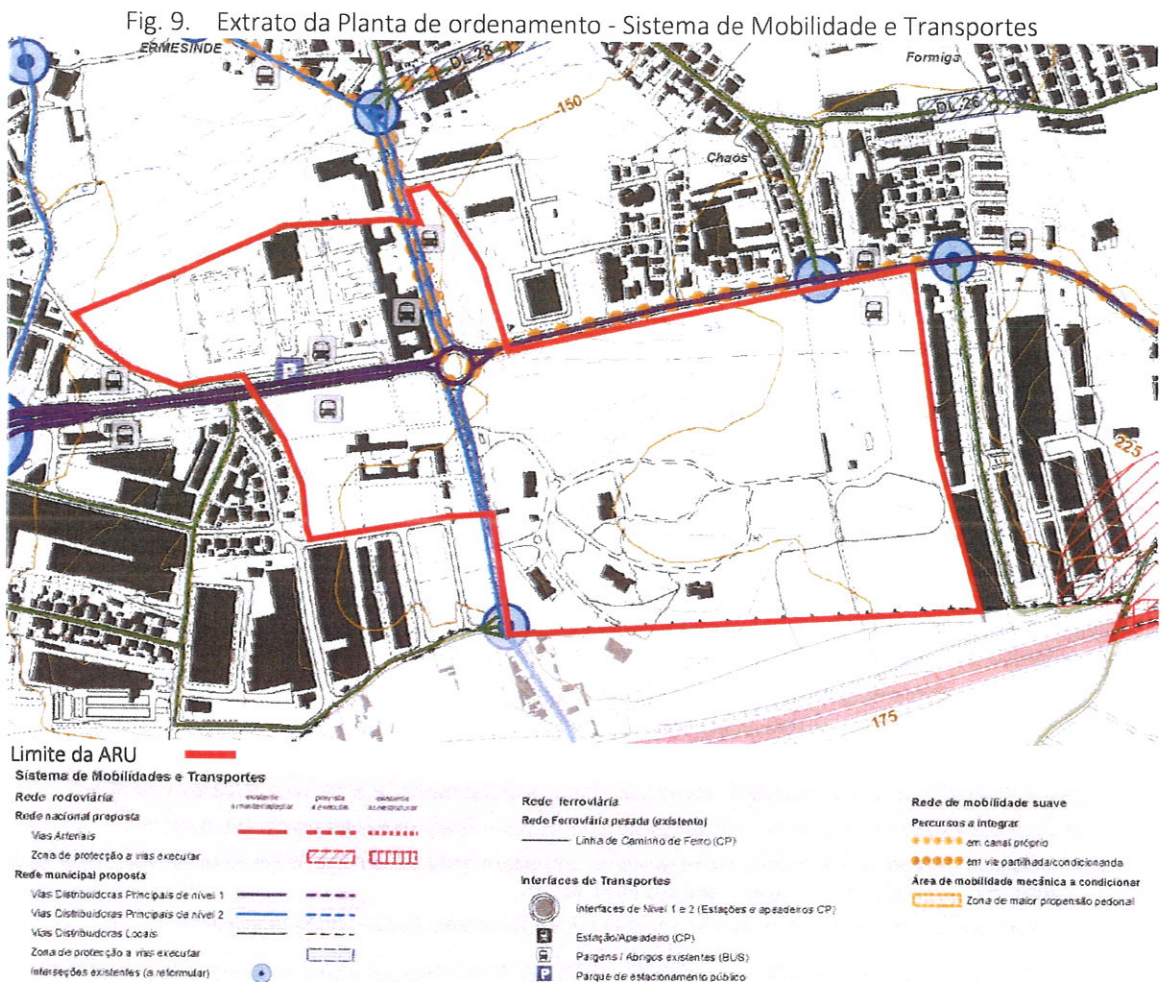 Fig. 9. Extrato da Planta de ordenamento - Sistema de Mobilidade e Transportes
ERMESINDE
DL.28
150
Formiga
DL.26
Chaos
P
225
175
Limite da ARU
Sistema de Mobilidades e Transportes
Rede rodoviária
existente
prevista
existente
a executar
Rede nacional proposta
Vias Arteriais
Zona de protecção a vias executar
Rede municipal proposta
Vias Distribuidoras Principais de nível 1
Vias Distribuidoras Principais de nível 2
Vias Distribuidoras Locais
Zona de protecção a vias executar
Interseções existentes (a reformular)
Rede ferroviária
Rede Ferroviária pesada (existente)
Linha de Caminho de Ferro (CP)
Interfaces de Transportes
Interfaces de Nível 1 e 2 (Estações e apeadeiros CP)
Estação/Apeadeiro (CP)
Paragens / Abrigos existentes (BUS)
P Parque de estacionamento público
Rede de mobilidade suave
Percursos a integrar
em canal próprio
em via partilhada/condicionanda
Área de mobilidade mecânica a condicionar
Zona de maior propensão pedonal